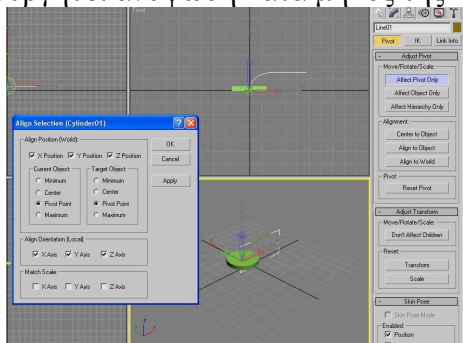 Front
Line01
Pivot IK Link Info
- Adjust Pivot
Move/Rotate/Scale:
Affect Pivot Only
Affect Object Only
Affect Hierarchy Only
Alignment:
Center to Object
Align to Object
Align to World
Pivot:
Reset Pivot
- Adjust Transform
Move/Rotate/Scale:
Don't Affect Children
Reset:
Transform
Scale
- Skin Pose
Skin Pose Mode
Enabled:
Position
Align Selection (Cylinder01)
Align Position (World):
X Position Y Position Z Position
Current Object: Target Object:
Minimum Minimum
Center Center
Pivot Point Pivot Point
Maximum Maximum
OK
Cancel
Apply
Align Orientation (Local):
X Axis Y Axis Z Axis
Match Scale:
X Axis Y Axis Z Axis